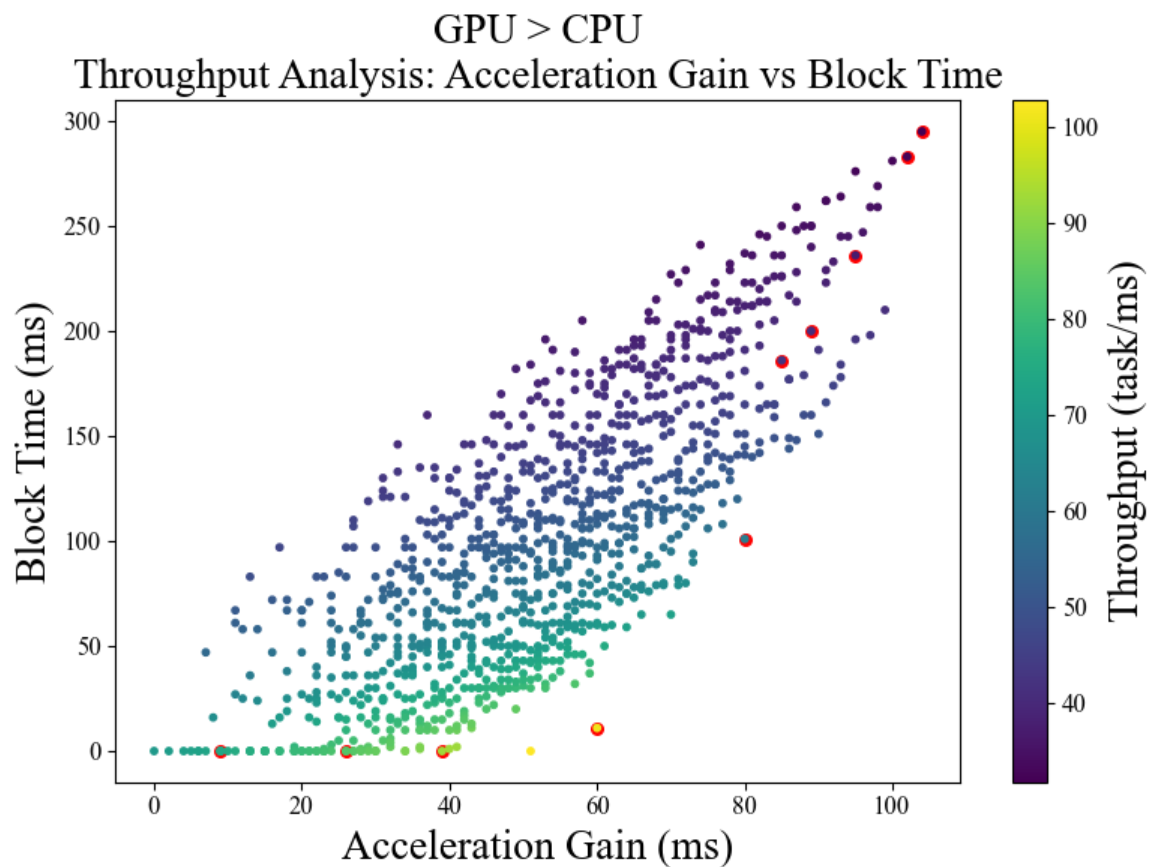 GPU > CPU
Throughput Analysis: Acceleration Gain vs Block Time
300
250
200
150
100
50
0
Block Time (ms)
0 20 40 60 80 100
Acceleration Gain (ms)
100
90
80
70
60
50
40
Throughput (task/ms)